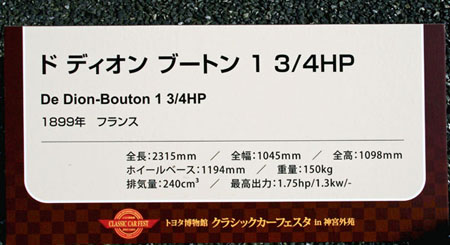 ド ディオン ブートン 1 3/4HP
De Dion-Bouton 1 3/4HP
1899年　フランス
全長：2315mm　／　全幅：1045mm　／　全高：1098mm
ホイールベース：1194mm　／　重量：150kg
排気量：240cm³　／　最高出力：1.75hp/1.3kw/-
CLASSIC CAR FEST
トヨタ博物館 クラシックカーフェスタ in 神宮外苑